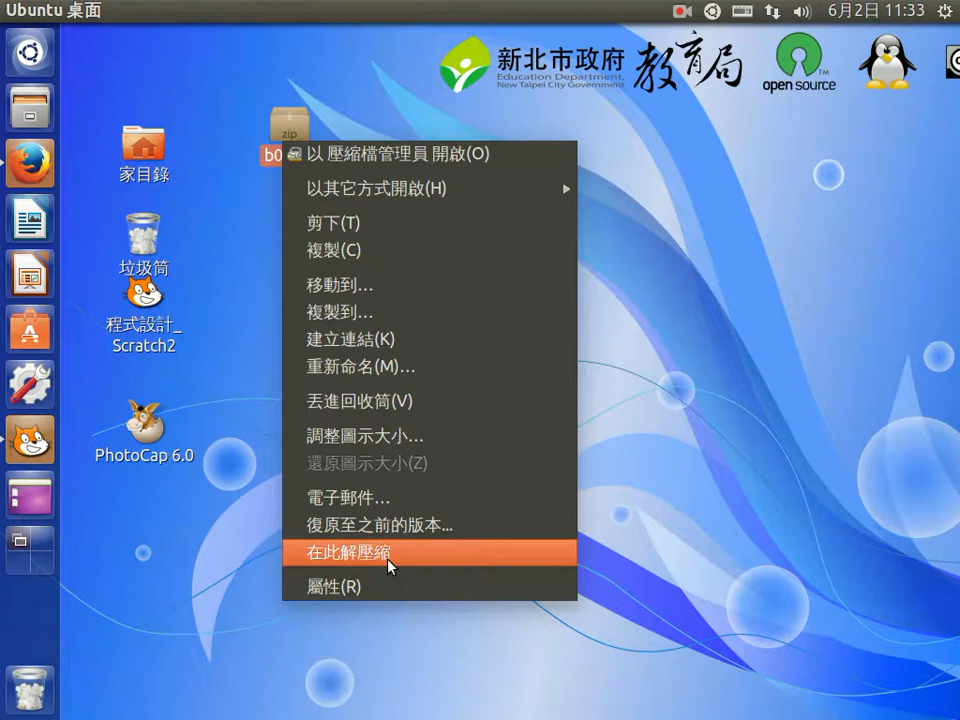 Ubuntu 桌面
6月2日 11:33
新北市政府
Education Department,
New Taipei City Government
教育局
open source
TM
家目錄
zip
b0
垃圾筒
程式設計_
Scratch2
PhotoCap 6.0
以 壓縮檔管理員 開啟(O)
以其它方式開啟(H)
剪下(T)
複製(C)
移動到...
複製到...
建立連結(K)
重新命名(M)...
丟進回收筒(V)
調整圖示大小...
還原圖示大小(Z)
電子郵件...
復原至之前的版本...
在此解壓縮
屬性(R)